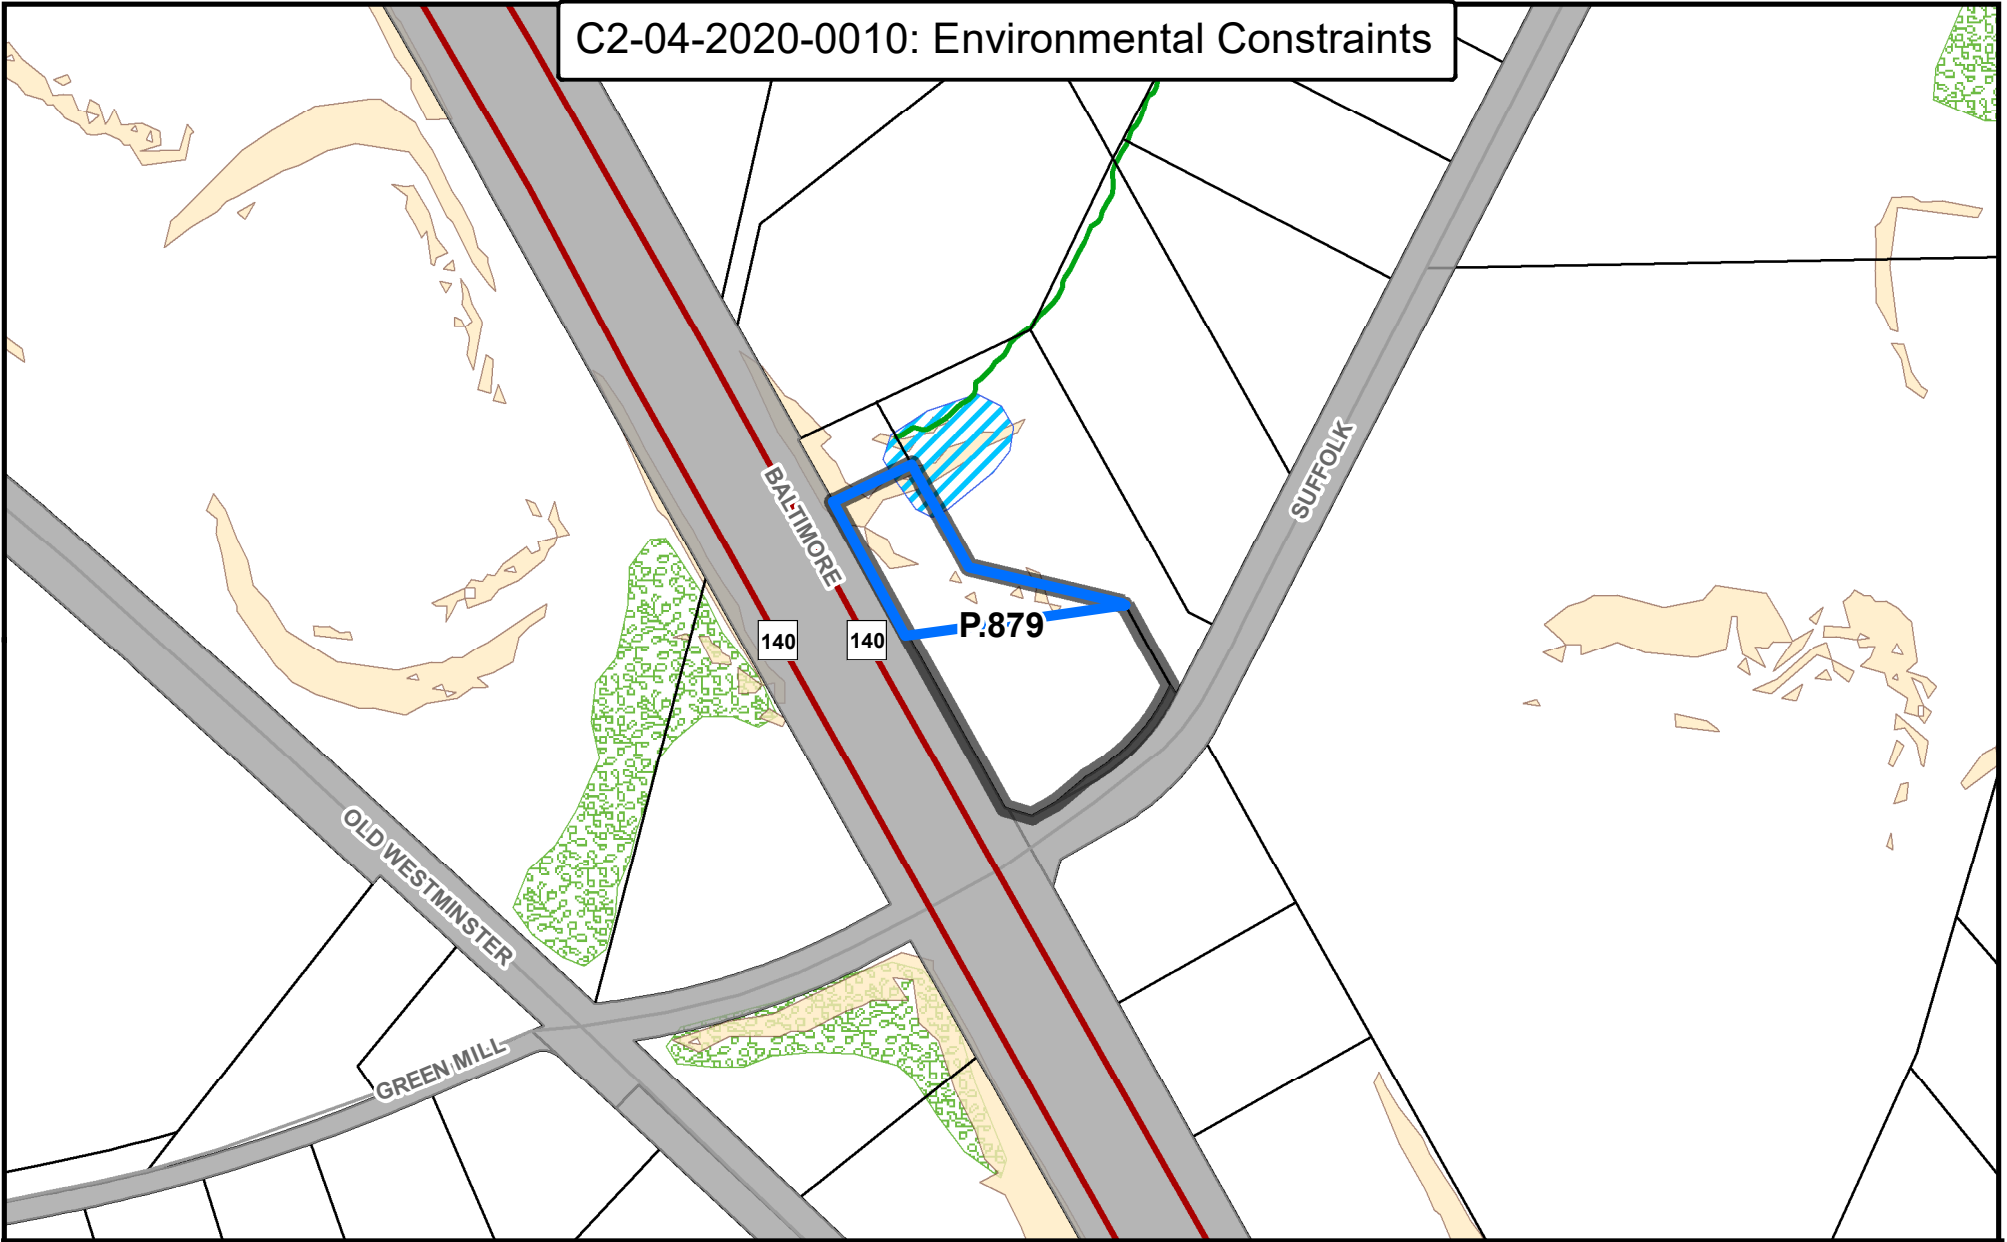 C2-04-2020-0010: Environmental Constraints
BALTIMORE
SUFFOLK
140
140
P.879
OLD WESTMINSTER
GREEN MILL